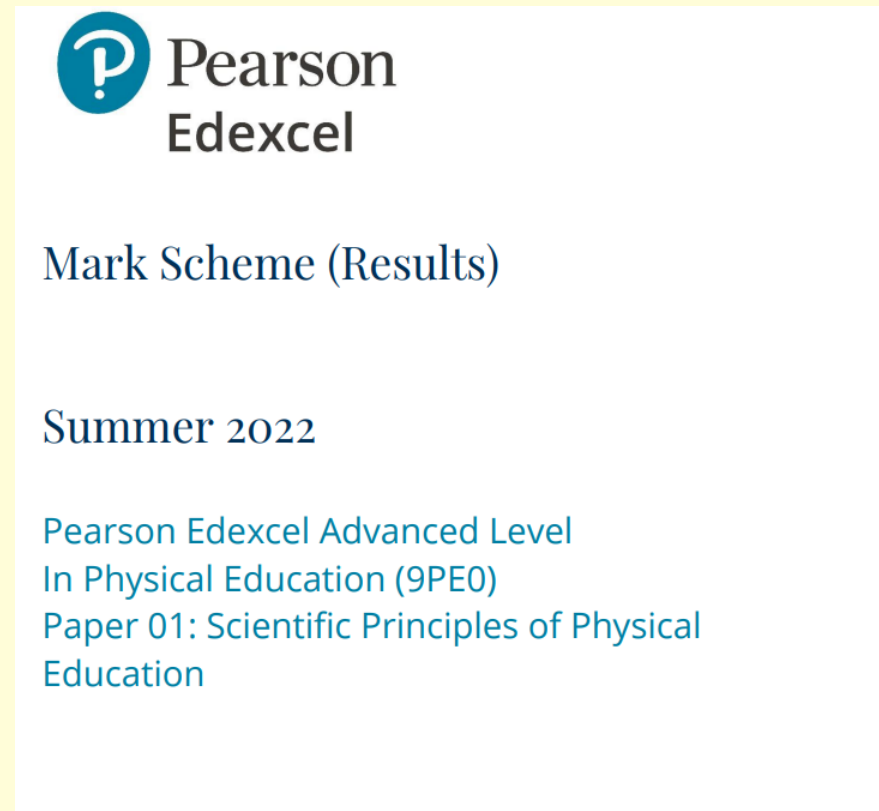 Pearson
Edexcel
Mark Scheme (Results)
Summer 2022
Pearson Edexcel Advanced Level
In Physical Education (9PE0)
Paper 01: Scientific Principles of Physical
Education